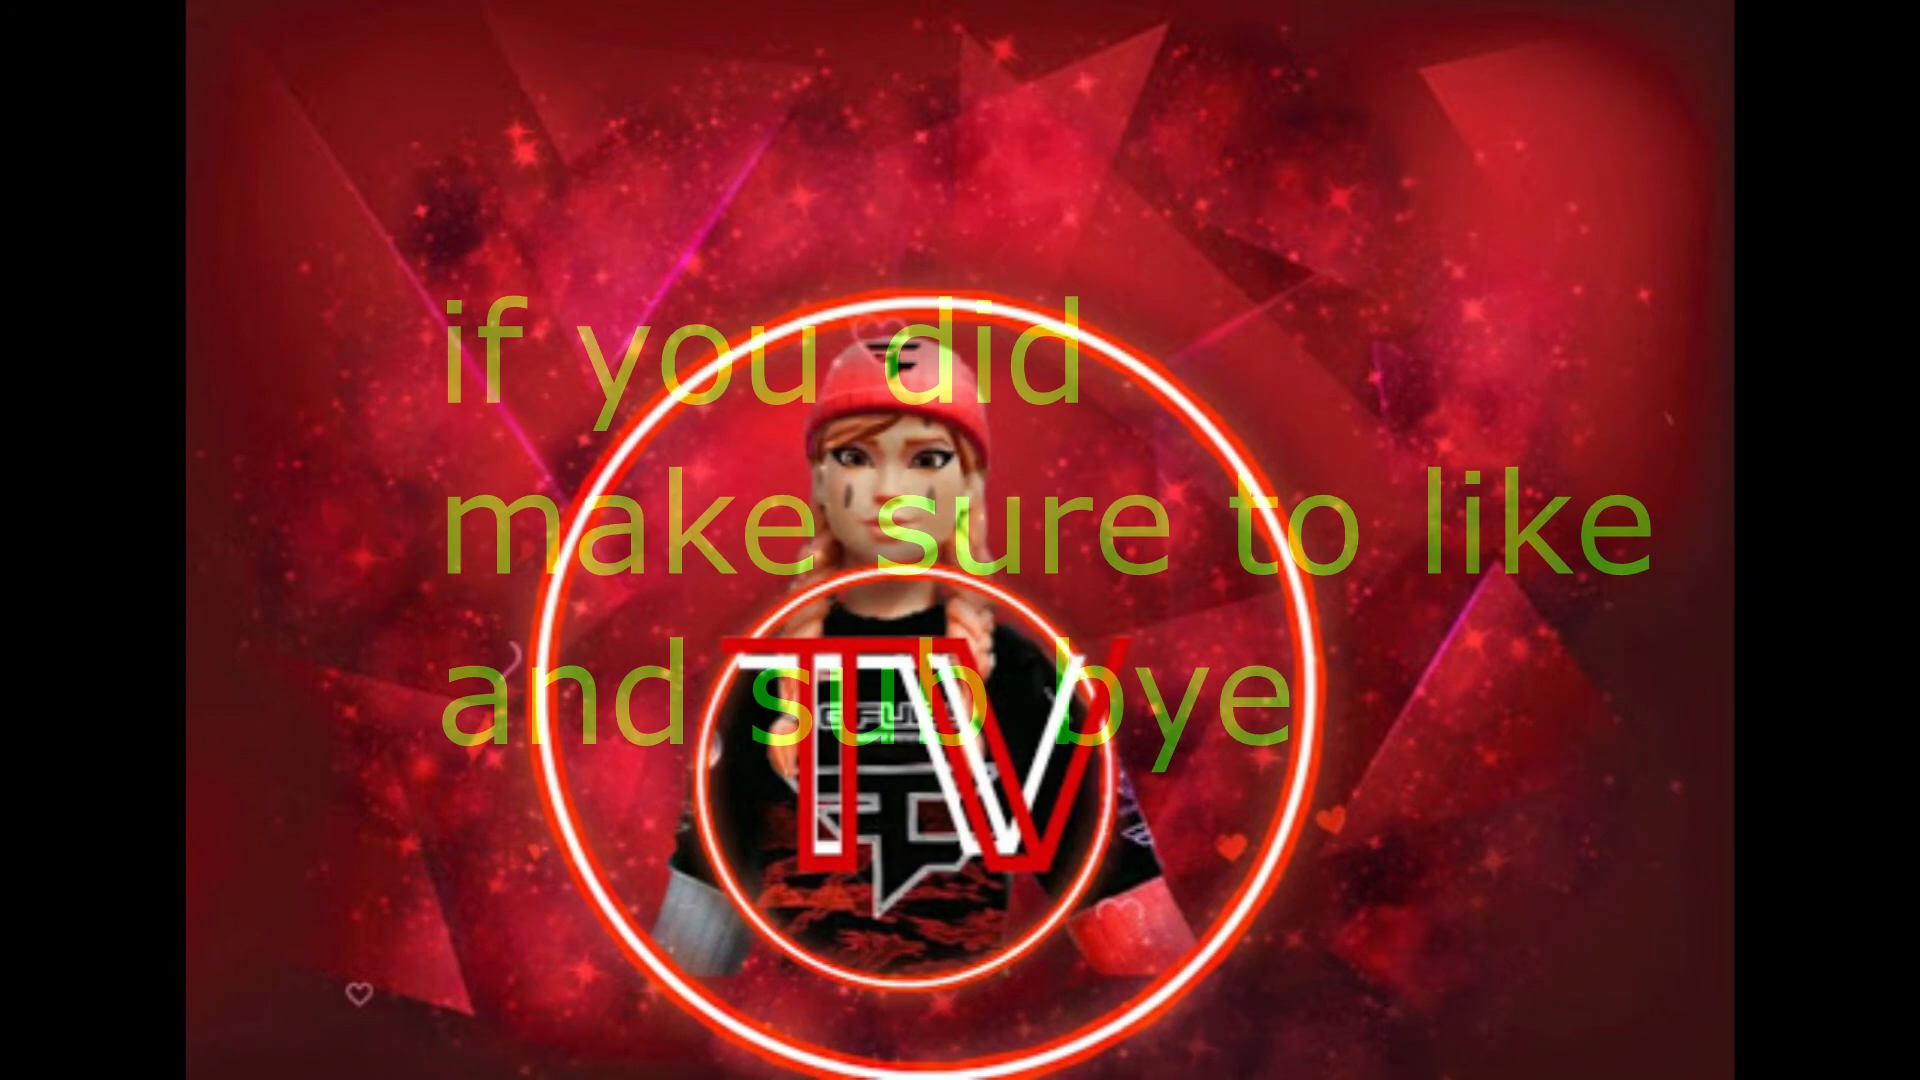 if you did
make sure to like
and sub bye
TV